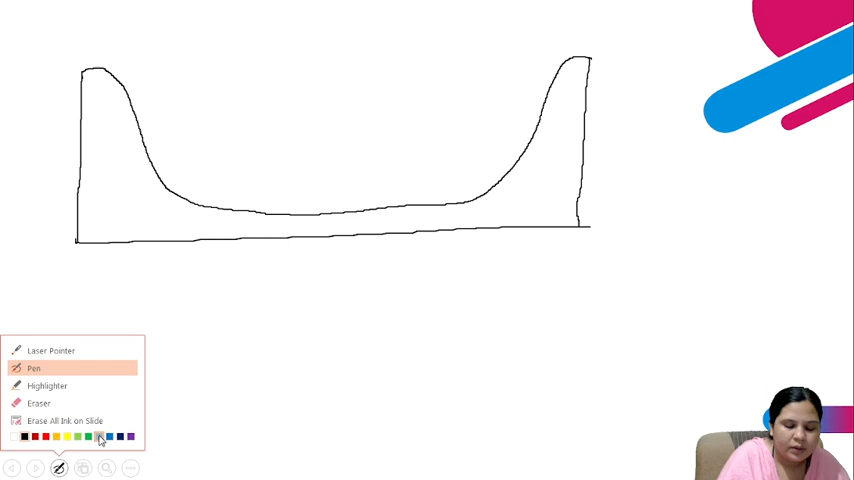 Laser Pointer
Pen
Highlighter
Eraser
Erase All Ink on Slide